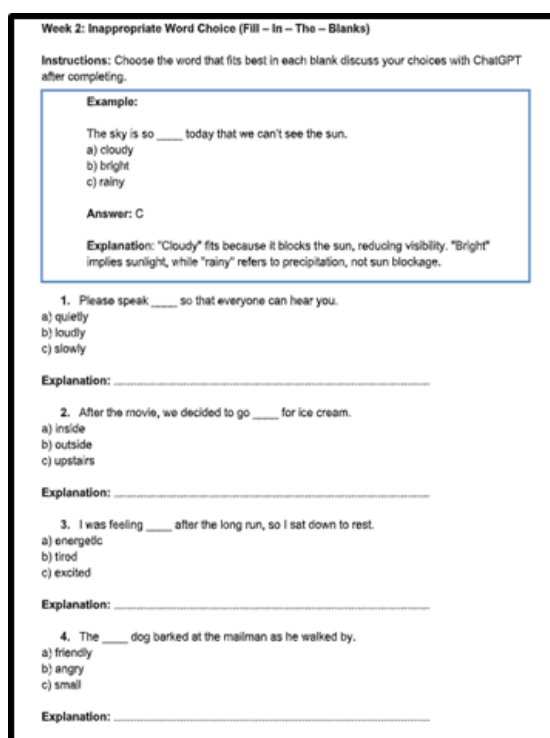 Week 2: Inappropriate Word Choice (Fill – In – The – Blanks)
Instructions: Choose the word that fits best in each blank discuss your choices with ChatGPT
after completing.
Example:
The sky is so ____ today that we can't see the sun.
a) cloudy
b) bright
c) rainy
Answer: C
Explanation: "Cloudy" fits because it blocks the sun, reducing visibility. "Bright"
implies sunlight, while "rainy" refers to precipitation, not sun blockage.
1. Please speak ____ so that everyone can hear you.
a) quietly
b) loudly
c) slowly
Explanation: ........................................
2. After the movie, we decided to go ____ for ice cream.
a) inside
b) outside
c) upstairs
Explanation: ........................................
3. I was feeling ____ after the long run, so I sat down to rest.
a) energetic
b) tired
c) excited
Explanation: ........................................
4. The ____ dog barked at the mailman as he walked by.
a) friendly
b) angry
c) small
Explanation: ........................................